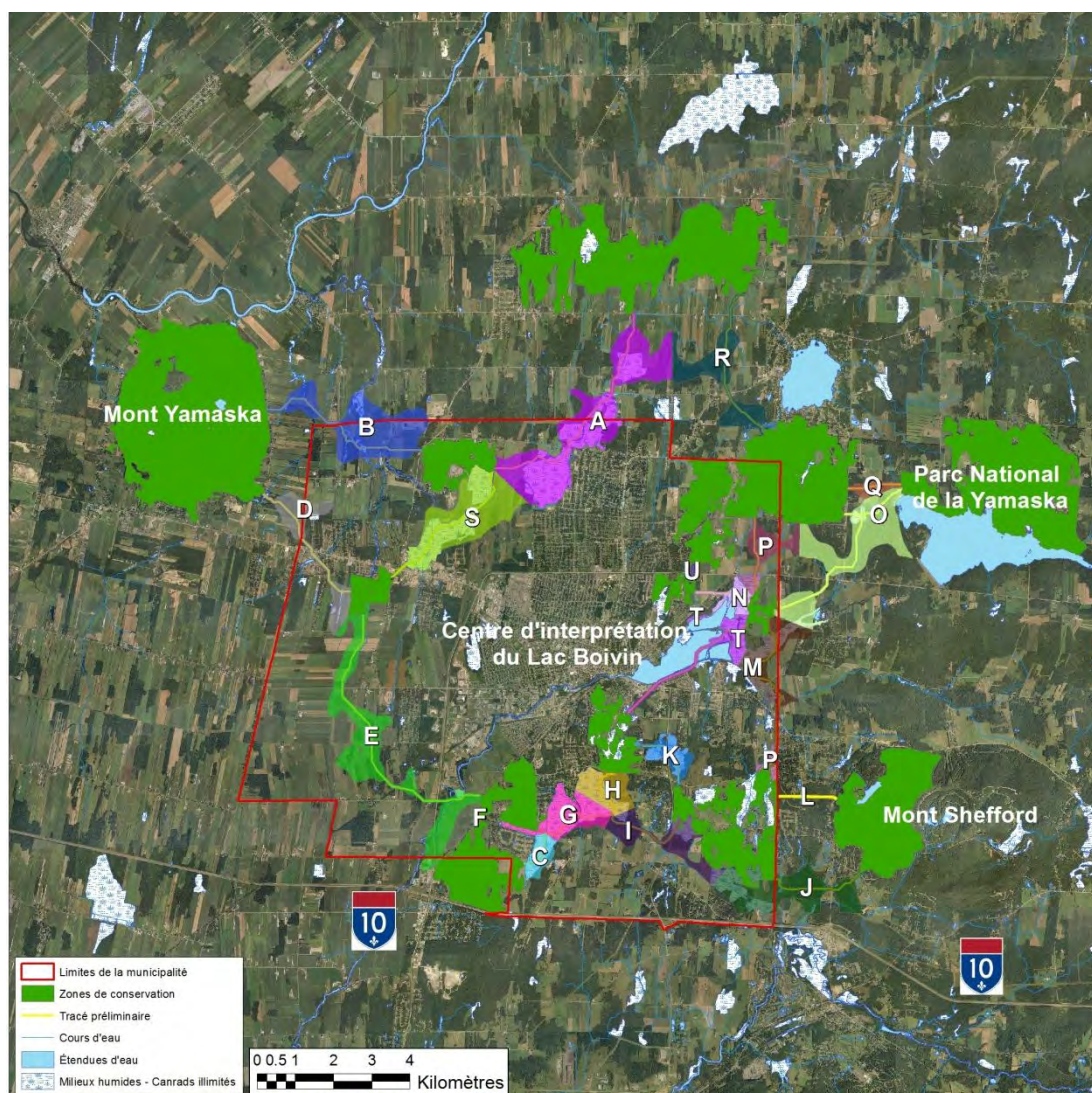 R
A
Mont Yamaska
B
Parc National
de la Yamaska
Q
D
O
S
P
U
N
T
Centre d'interprétation
du Lac Boivin
T
M
E
K
P
H
L
F
G
Mont Shefford
I
C
J
10
10
Limites de la municipalité
Zones de conservation
Tracé préliminaire
Cours d'eau
Étendues d'eau
Milieux humides - Canrads illimités
0 0.5 1 2 3 4
Kilomètres